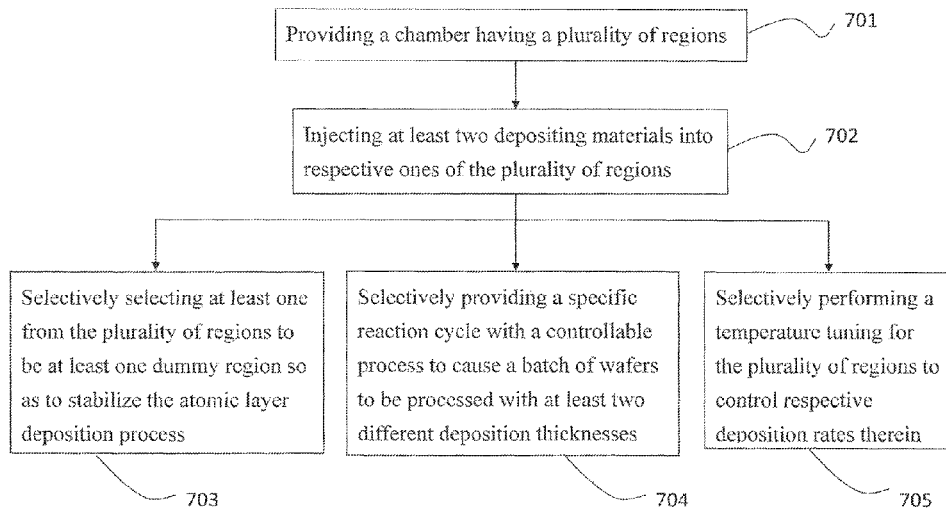 Providing a chamber having a plurality of regions
701
Injecting at least two depositing materials into
respective ones of the plurality of regions
702
Selectively selecting at least one
from the plurality of regions to
be at least one dummy region so
as to stabilize the atomic layer
deposition process
703
Selectively providing a specific
reaction cycle with a controllable
process to cause a batch of wafers
to be processed with at least two
different deposition thicknesses
704
Selectively performing a
temperature tuning for
the plurality of regions to
control respective
deposition rates therein
705